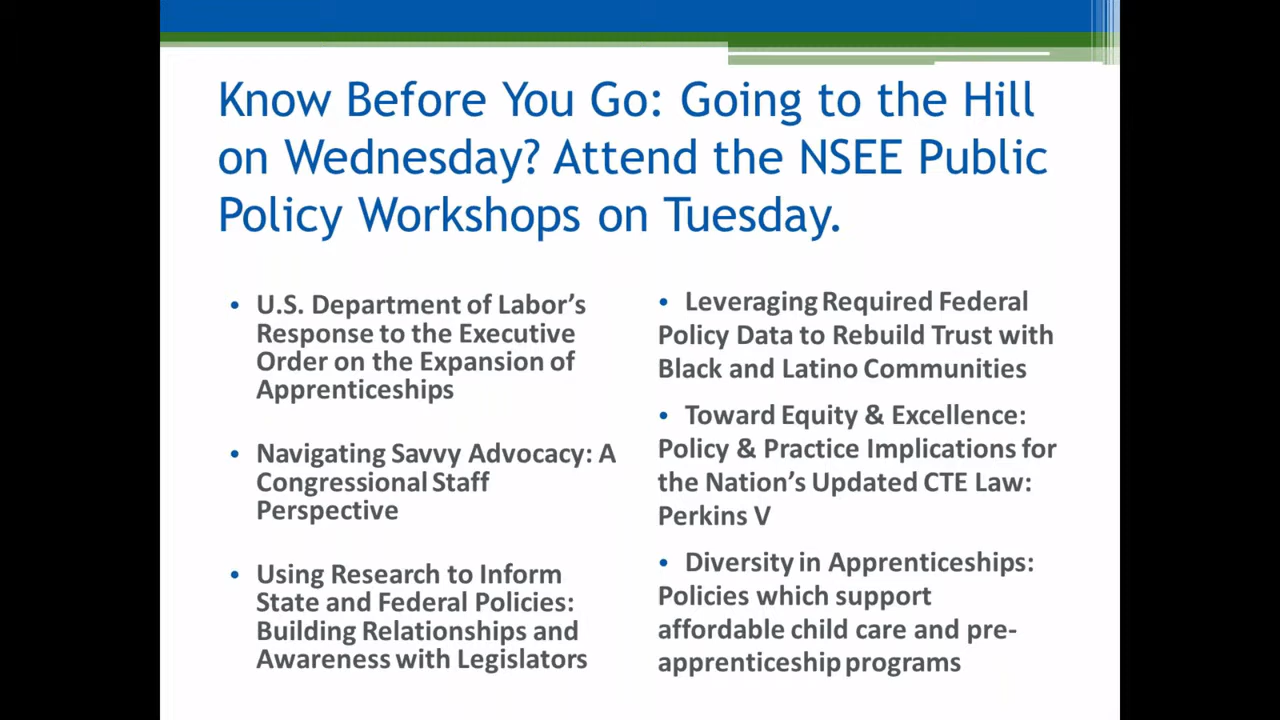 Know Before You Go: Going to the Hill
on Wednesday? Attend the NSEE Public
Policy Workshops on Tuesday.
• U.S. Department of Labor's
Response to the Executive
Order on the Expansion of
Apprenticeships
• Navigating Savvy Advocacy: A
Congressional Staff
Perspective
• Using Research to Inform
State and Federal Policies:
Building Relationships and
Awareness with Legislators
• Leveraging Required Federal
Policy Data to Rebuild Trust with
Black and Latino Communities
• Toward Equity & Excellence:
Policy & Practice Implications for
the Nation's Updated CTE Law:
Perkins V
• Diversity in Apprenticeships:
Policies which support
affordable child care and pre-
apprenticeship programs